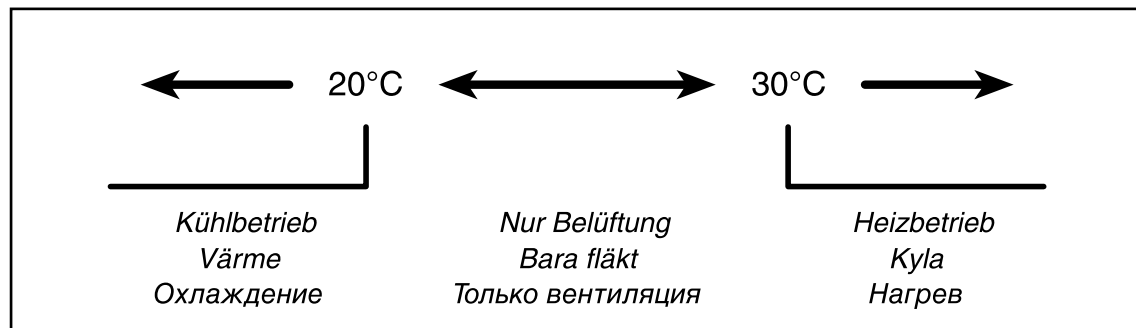 20°C 30°C
Kühlbetrieb Nur Belüftung Heizbetrieb
Värme Bara fläkt Kyla
Охлаждение Только вентиляция Нагрев